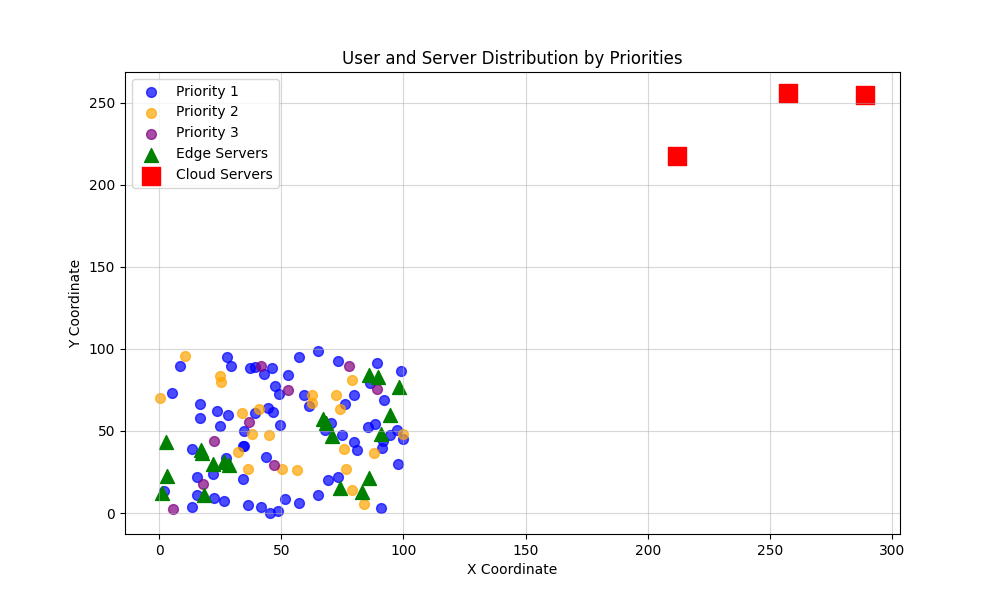 User and Server Distribution by Priorities
Priority 1
Priority 2
Priority 3
Edge Servers
Cloud Servers
Y Coordinate
250
200
150
100
50
0
0 50 100 150 200 250 300
X Coordinate